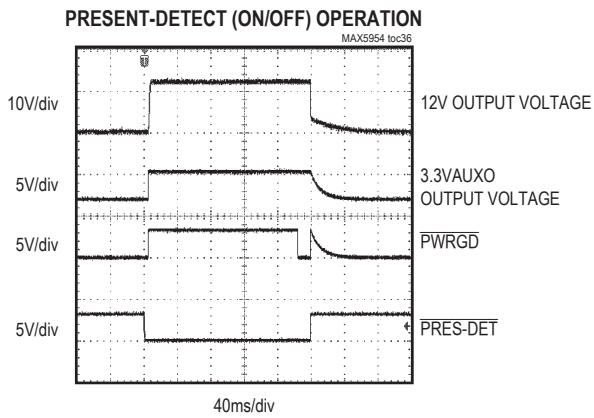 PRESENT-DETECT (ON/OFF) OPERATION
MAX5954 toc36
10V/div
12V OUTPUT VOLTAGE
5V/div
3.3VAUXO
OUTPUT VOLTAGE
5V/div
PWRGD
5V/div
PRES-DET
40ms/div